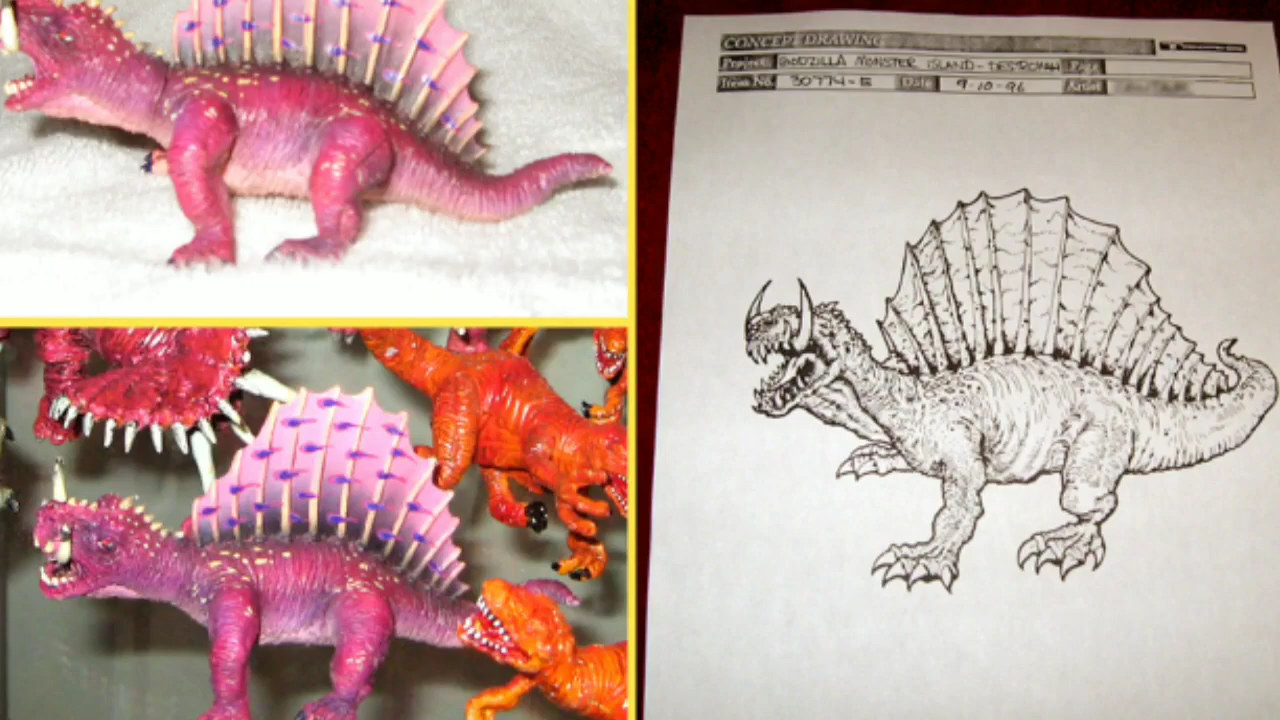 CONCEPT DRAWING
Project: GODZILLA MONSTER ISLAND - DESTROYAH
Item No. 30774-E Date 9-10-96 Artist